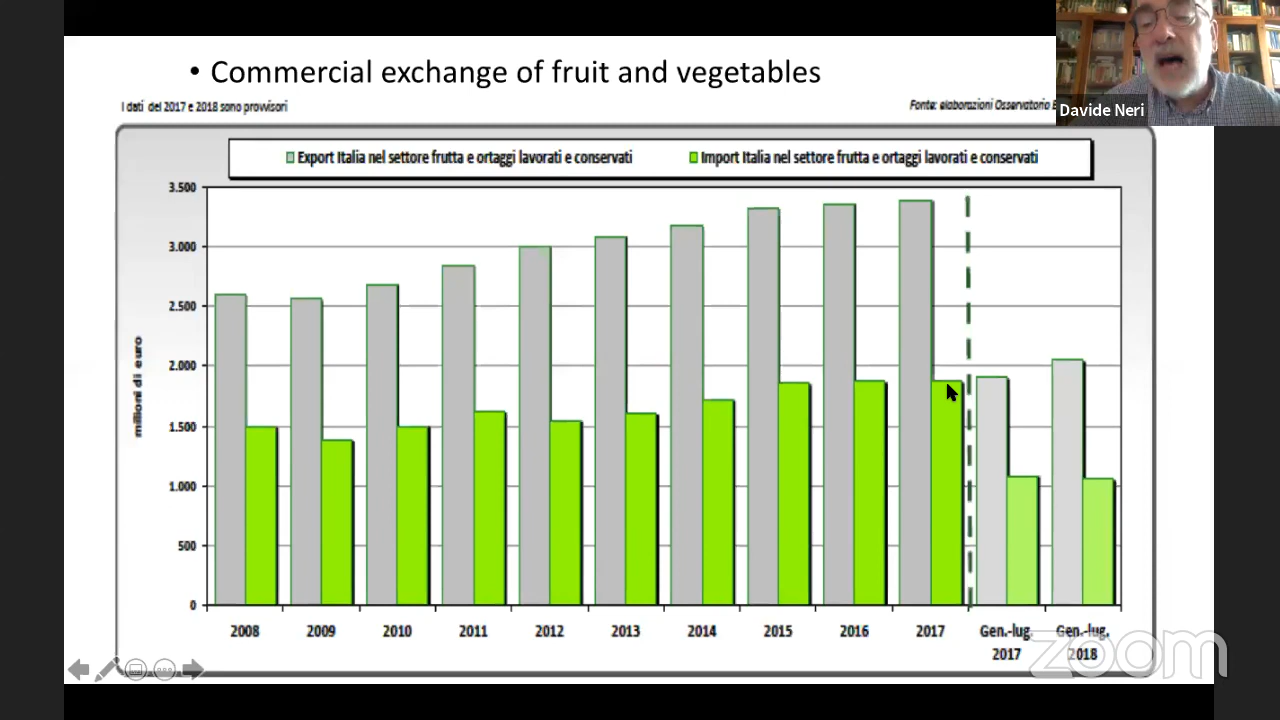 • Commercial exchange of fruit and vegetables
I dati del 2017 e 2018 sono provvisori
Fonte: elaborazioni Osservatorio
Davide Neri
Export Italia nel settore frutta e ortaggi lavorati e conservati
Import Italia nel settore frutta e ortaggi lavorati e conservati
milioni di euro
3.500
3.000
2.500
2.000
1.500
1.000
500
0
2008 2009 2010 2011 2012 2013 2014 2015 2016 2017 Gen.-lug. 2017 Gen.-lug. 2018
zoom